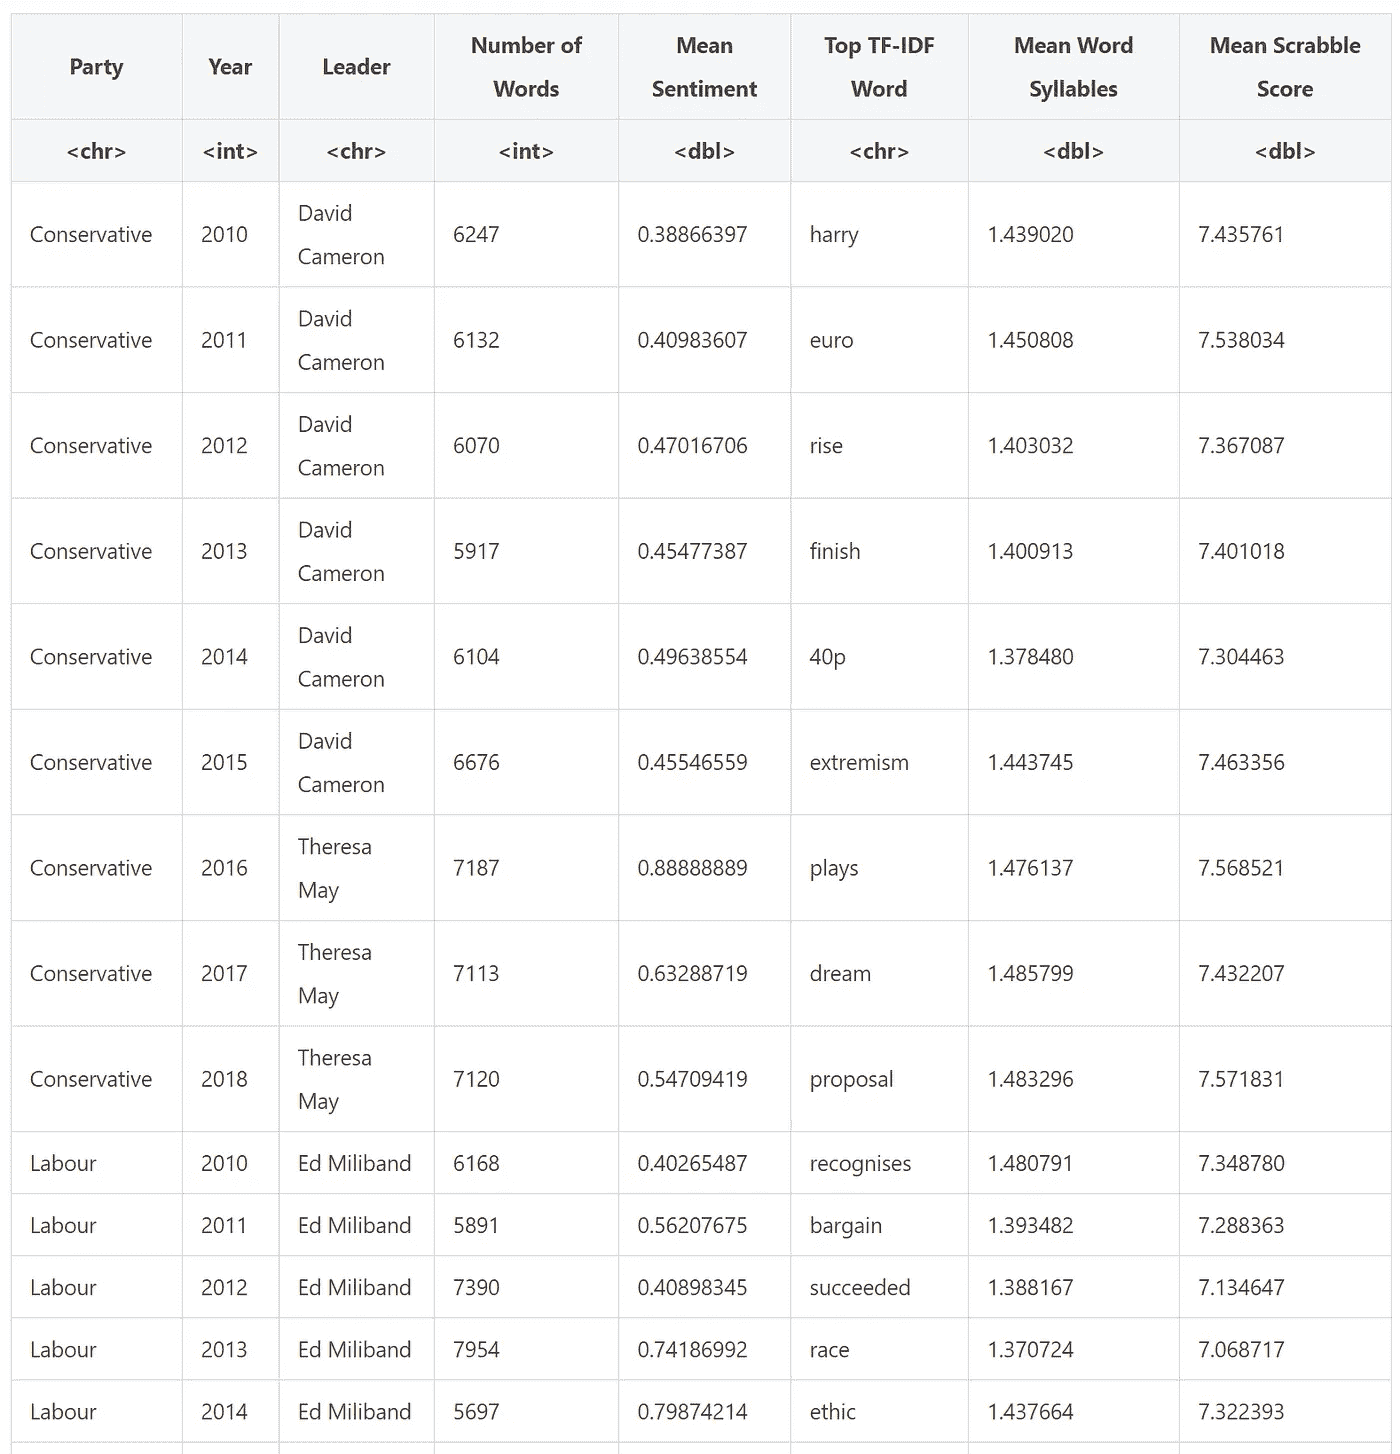 Party Year Leader Number of Words Mean Sentiment Top TF-IDF Word Mean Word Syllables Mean Scrabble Score
<chr> <int> <chr> <int> <dbl> <chr> <dbl> <dbl>
Conservative 2010 David Cameron 6247 0.38866397 harry 1.439020 7.435761
Conservative 2011 David Cameron 6132 0.40983607 euro 1.450808 7.538034
Conservative 2012 David Cameron 6070 0.47016706 rise 1.403032 7.367087
Conservative 2013 David Cameron 5917 0.45477387 finish 1.400913 7.401018
Conservative 2014 David Cameron 6104 0.49638554 40p 1.378480 7.304463
Conservative 2015 David Cameron 6676 0.45546559 extremism 1.443745 7.463356
Conservative 2016 Theresa May 7187 0.88888889 plays 1.476137 7.568521
Conservative 2017 Theresa May 7113 0.63288719 dream 1.485799 7.432207
Conservative 2018 Theresa May 7120 0.54709419 proposal 1.483296 7.571831
Labour 2010 Ed Miliband 6168 0.40265487 recognises 1.480791 7.348780
Labour 2011 Ed Miliband 5891 0.56207675 bargain 1.393482 7.288363
Labour 2012 Ed Miliband 7390 0.40898345 succeeded 1.388167 7.134647
Labour 2013 Ed Miliband 7954 0.74186992 race 1.370724 7.068717
Labour 2014 Ed Miliband 5697 0.79874214 ethic 1.437664 7.322393